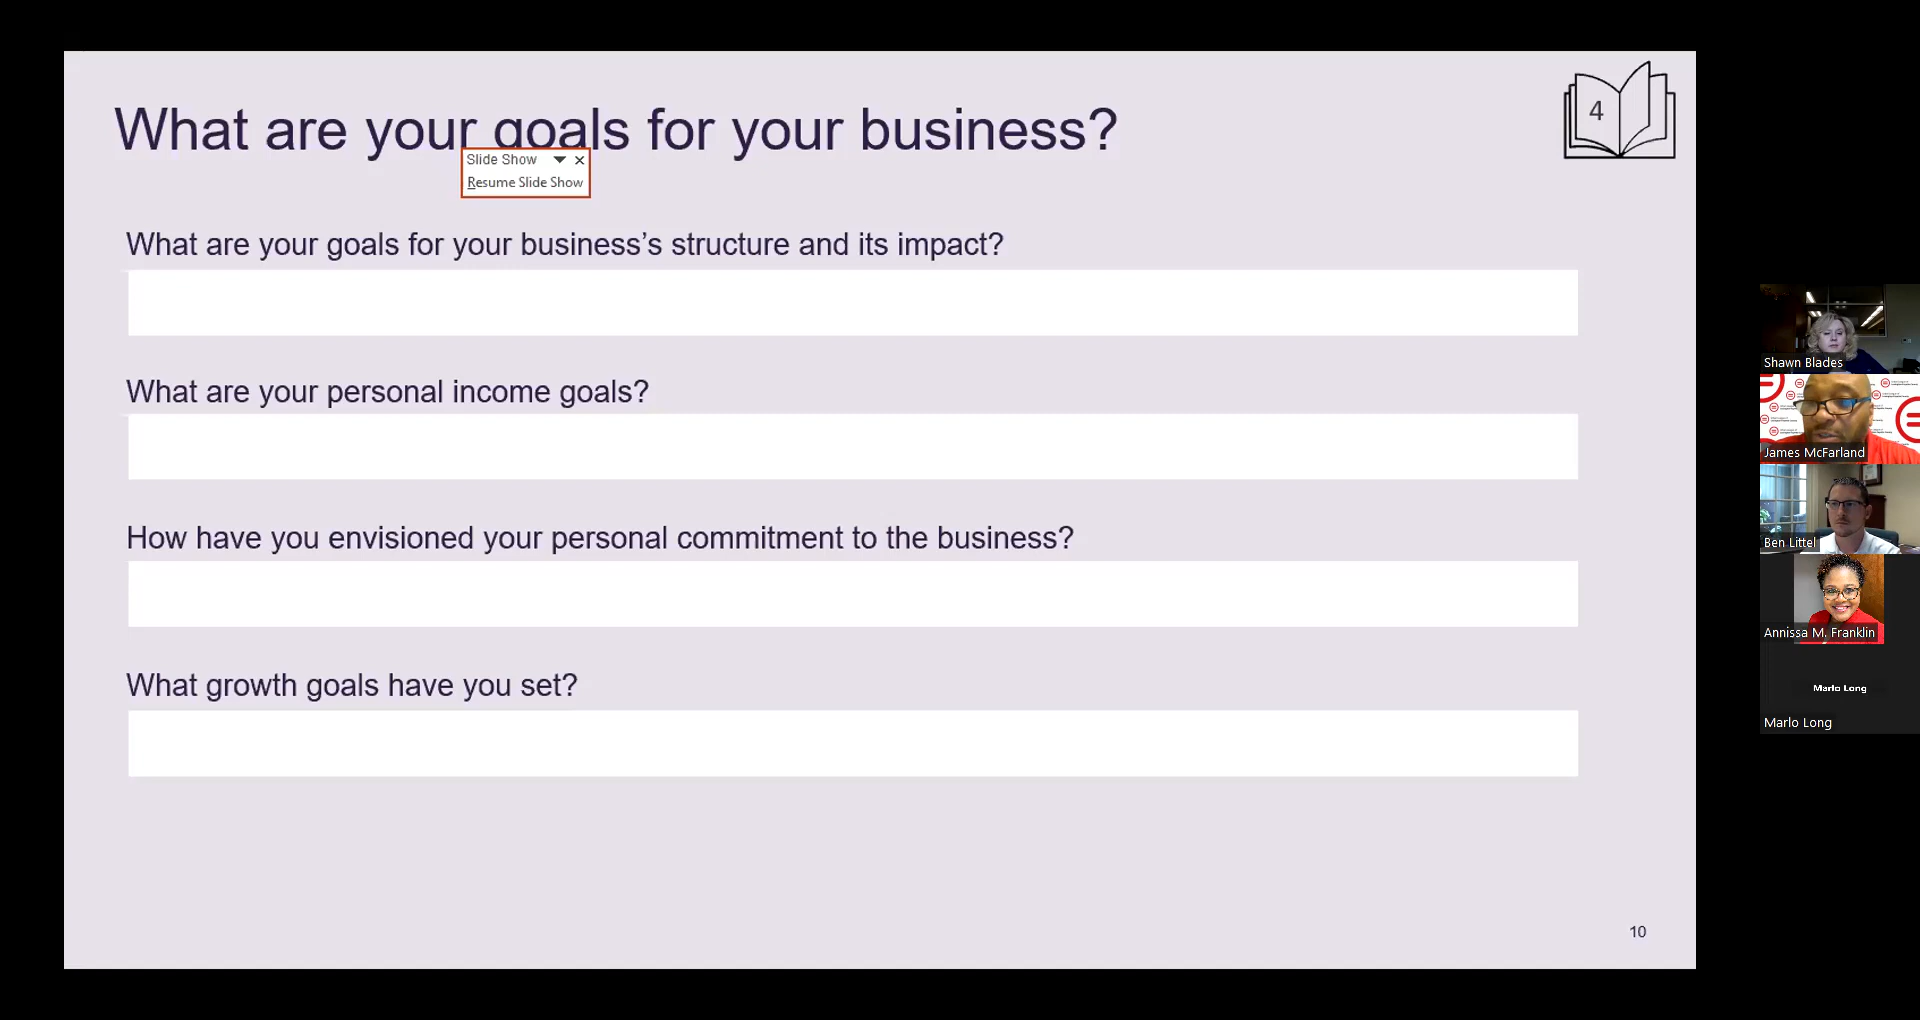 What are your goals for your business?
4
Slide Show
Resume Slide Show
What are your goals for your business’s structure and its impact?
What are your personal income goals?
How have you envisioned your personal commitment to the business?
What growth goals have you set?
10
Shawn Blades
James McFarland
Ben Littel
Annissa M. Franklin
Marlo Long
Marlo Long